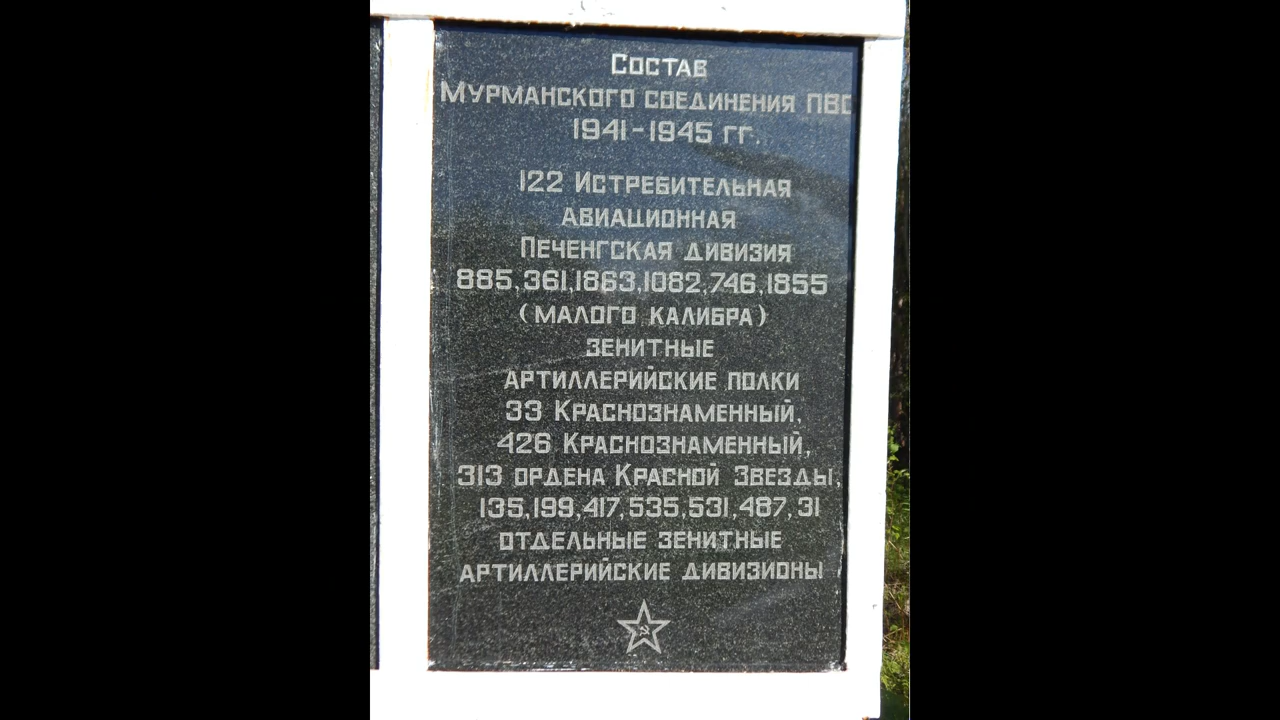 Состав
Мурманского соединения ПВО
1941-1945 гг.
122 Истребительная
авиационная
Печенгская дивизия
885,361,1863,1082,746,1855
(малого калибра)
зенитные
артиллерийские полки
33 Краснознаменный,
426 Краснознаменный,
313 ордена Красной Звезды,
135,199,417,535,531,487,31
отдельные зенитные
артиллерийские дивизионы